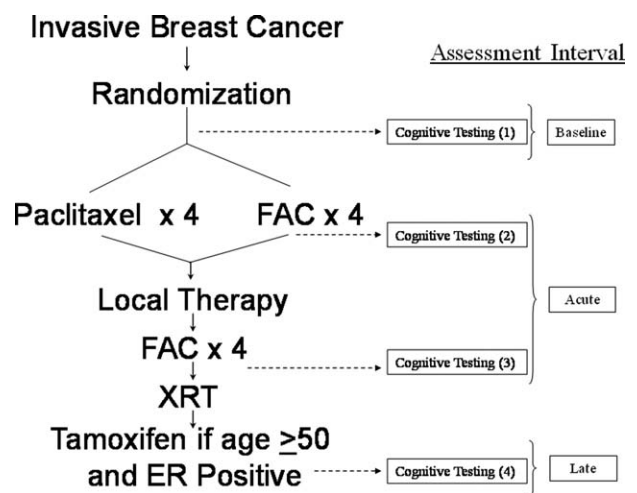 Invasive Breast Cancer
Assessment Interval
Randomization
Cognitive Testing (1)
Baseline
Paclitaxel x 4
FAC x 4
Cognitive Testing (2)
Local Therapy
Acute
FAC x 4
Cognitive Testing (3)
XRT
Tamoxifen if age ≥50
and ER Positive
Cognitive Testing (4)
Late